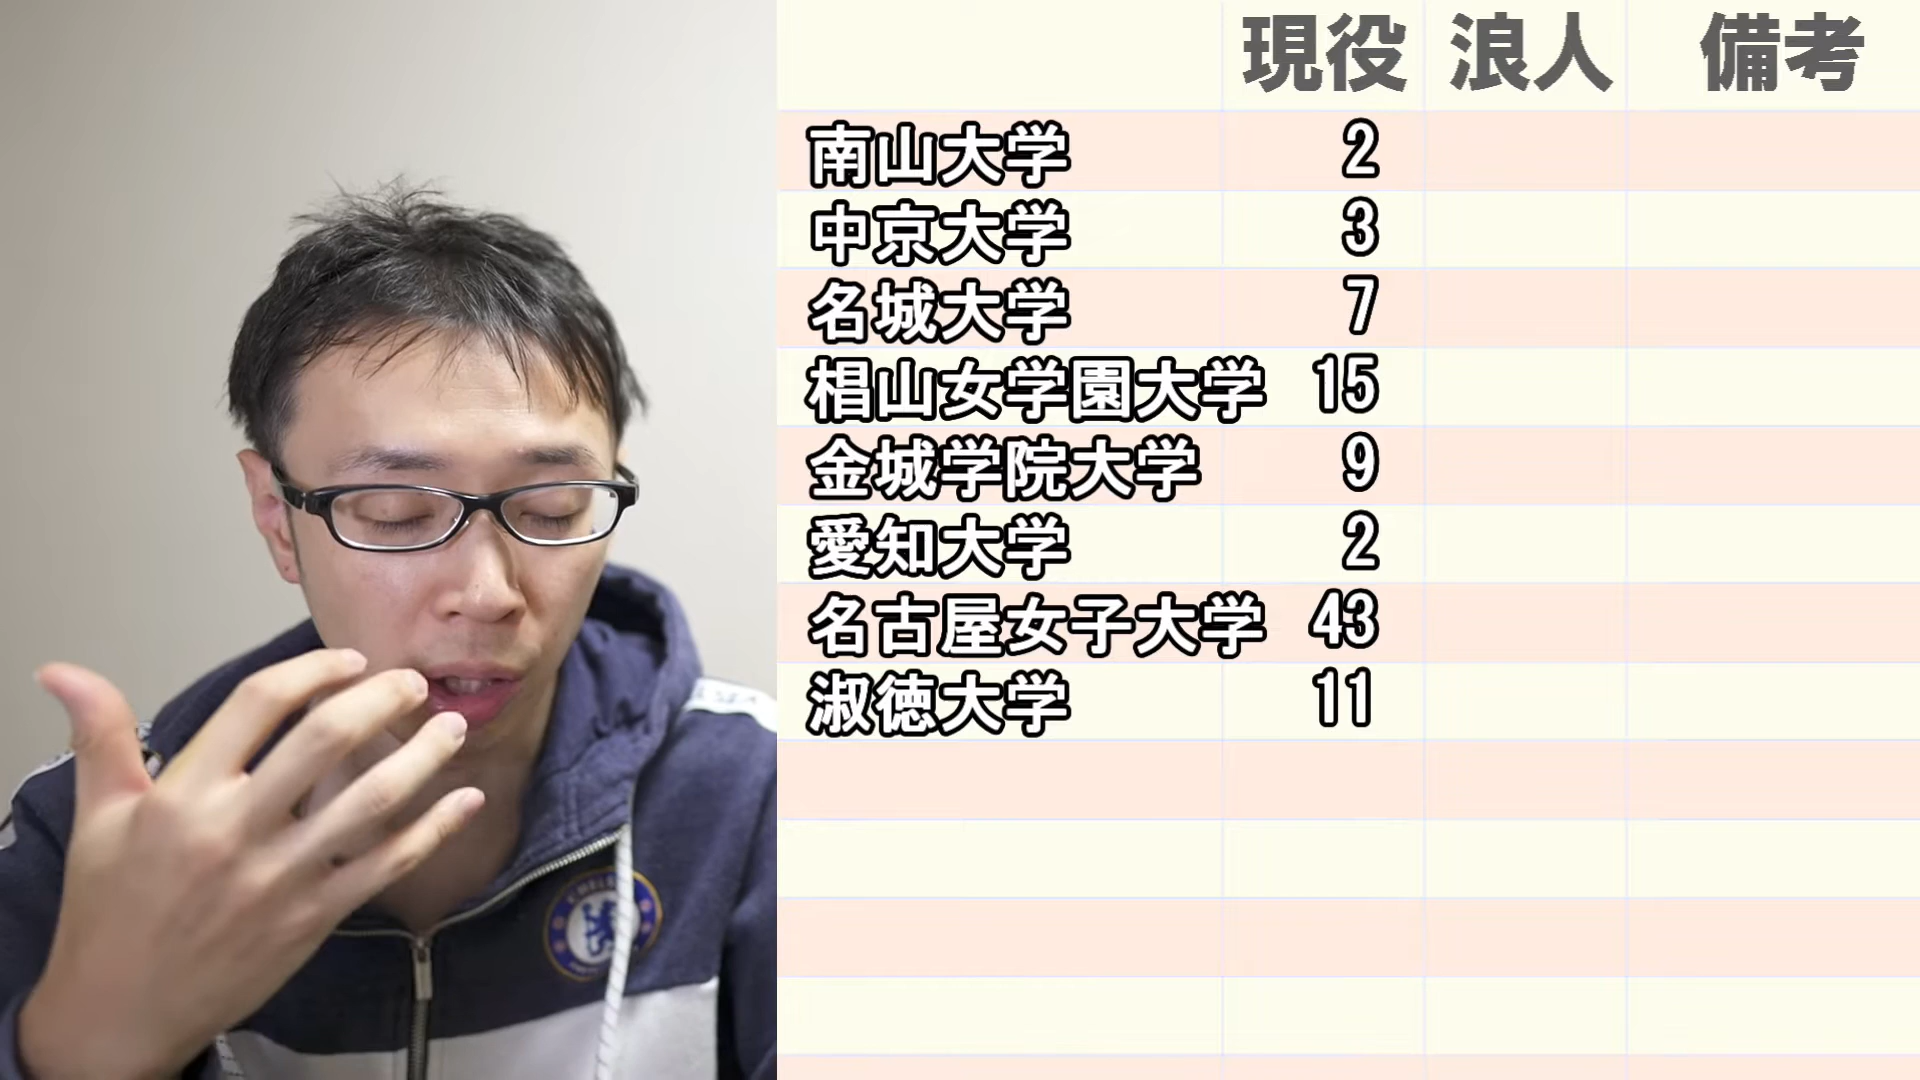 現役 浪人 備考
南山大学 2
中京大学 3
名城大学 7
椙山女学園大学 15
金城学院大学 9
愛知大学 2
名古屋女子大学 43
淑徳大学 11